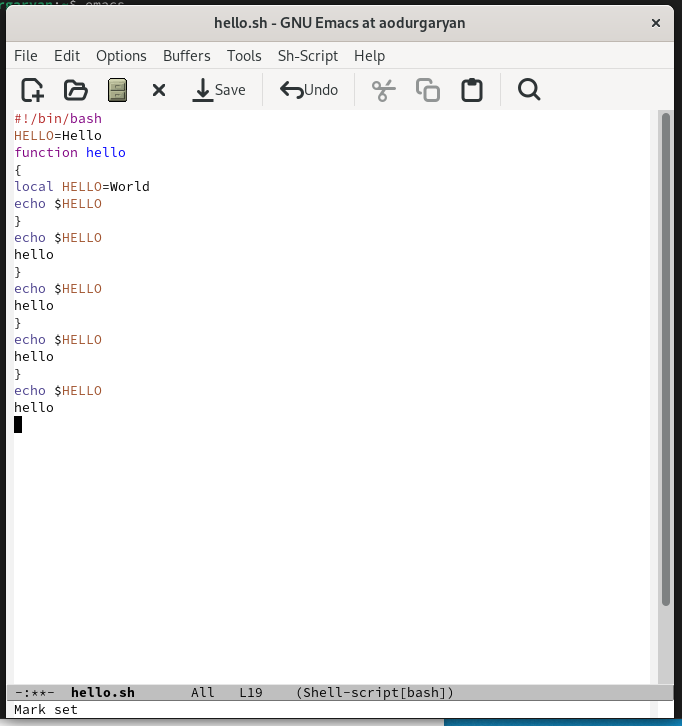 hello.sh - GNU Emacs at aodurgaryan
File Edit Options Buffers Tools Sh-Script Help
Save Undo
#!/bin/bash
HELLO=Hello
function hello
{
local HELLO=World
echo $HELLO
}
echo $HELLO
hello
}
echo $HELLO
hello
}
echo $HELLO
hello
}
echo $HELLO
hello
-:**- hello.sh All L19 (Shell-script[bash])
Mark set